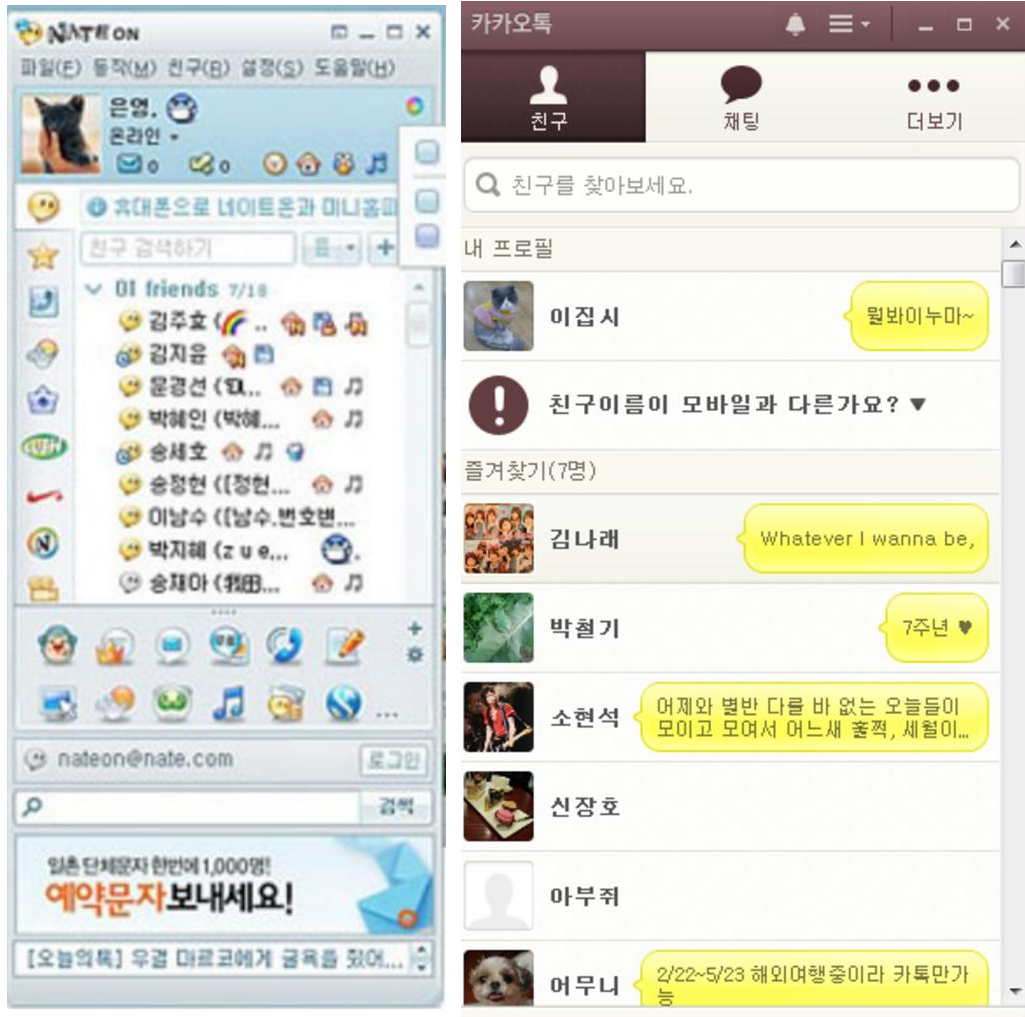 NATEON
파일(F) 동작(M) 친구(B) 설정(S) 도움말(H)
은영.
온라인
0 0
휴대폰으로 네이트온과 미니홈피
친구 검색하기
01 friends 7/18
김주효 (
김지윤
문경선 (
박혜인 (박혜...
송세호
송정현 ([정현...
이남수 ([남수.번호변...
박지혜 (z u e...
송재아 (
nateon@nate.com
로그인
검색
일촌 단체문자 한번에 1,000명!
예약문자보내세요!
[오늘의톡] 우결 마르코에게 굴욕을 줬어...
카카오톡
친구 채팅 더보기
친구를 찾아보세요.
내 프로필
이집시 뭘봐이누마~
친구이름이 모바일과 다른가요? ▼
즐겨찾기(7명)
김나래 Whatever I wanna be,
박철기 7주년 ♥
소현석 어제와 별반 다를 바 없는 오늘들이
모이고 모여서 어느새 훌쩍, 세월이...
신장호
아부쥐
어무니 2/22~5/23 해외여행중이라 카톡만가
능